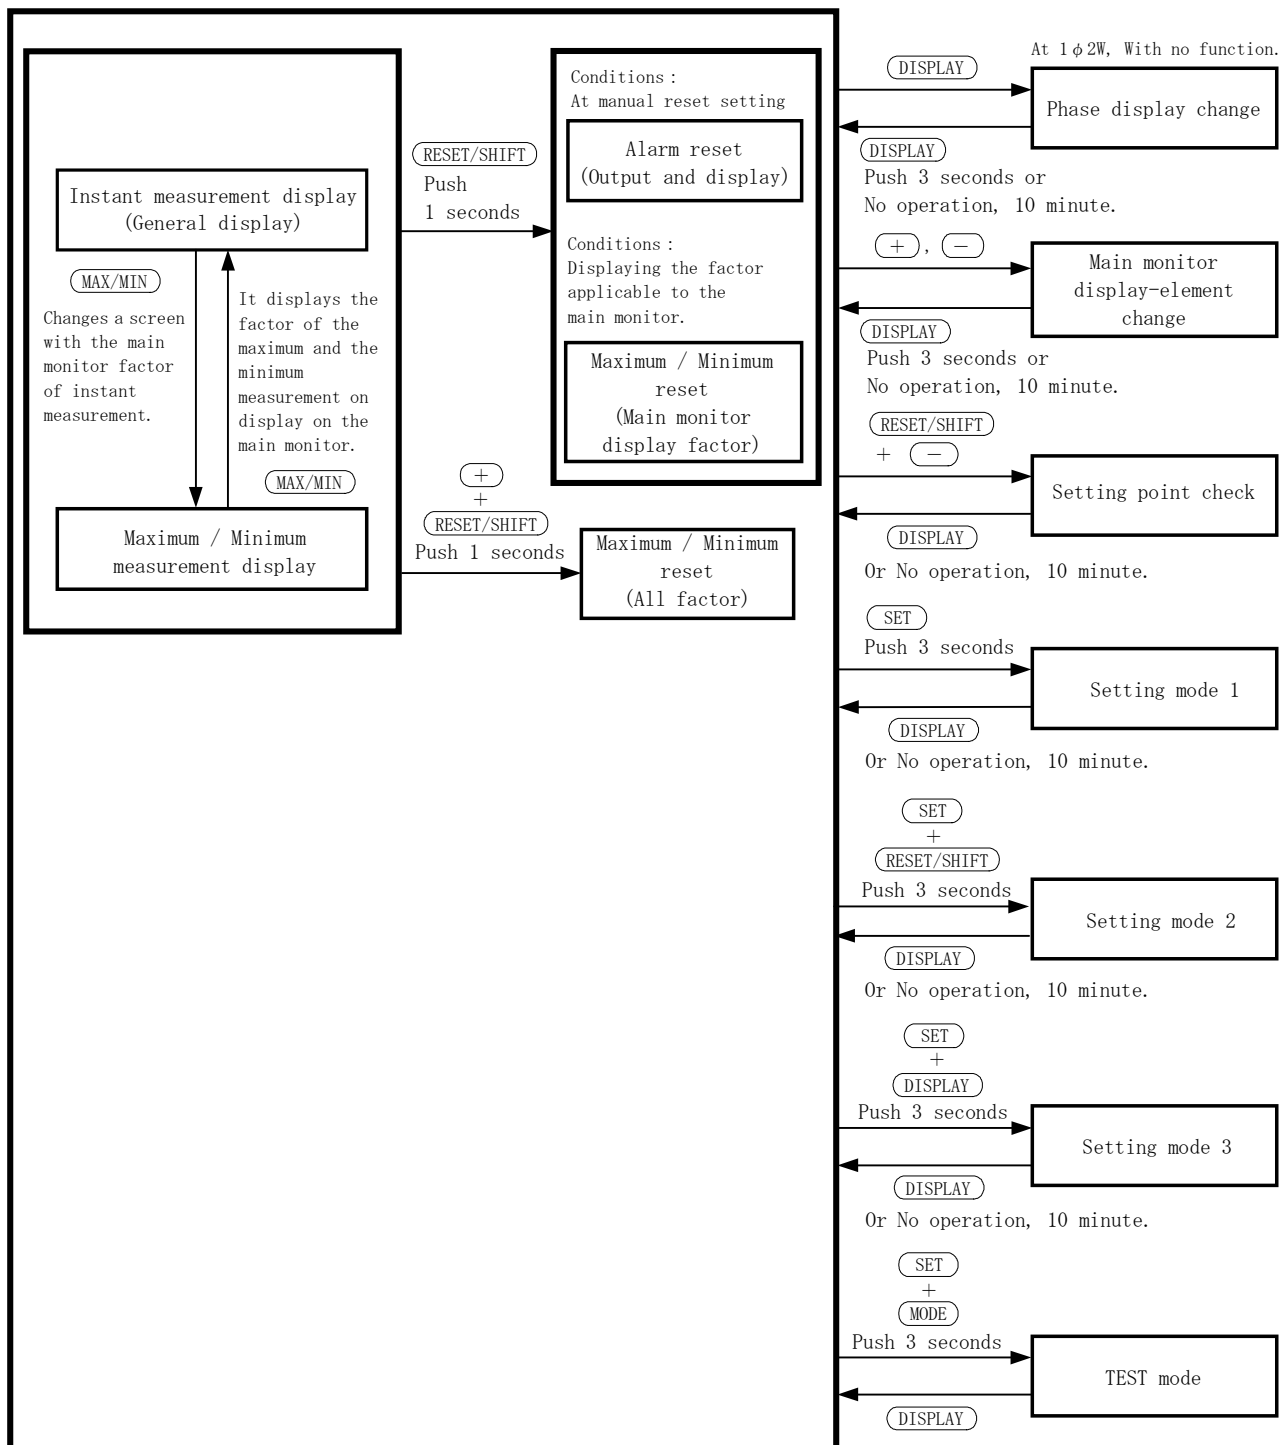 Instant measurement display
(General display)
MAX/MIN
Changes a screen
with the main
monitor factor
of instant
measurement.
It displays the
factor of the
maximum and the
minimum
measurement on
display on the
main monitor.
MAX/MIN
Maximum / Minimum
measurement display
RESET/SHIFT
Push
1 seconds
+
+
RESET/SHIFT
Push 1 seconds
Conditions :
At manual reset setting
Alarm reset
(Output and display)
Conditions :
Displaying the factor
applicable to the
main monitor.
Maximum / Minimum
reset
(Main monitor
display factor)
Maximum / Minimum
reset
(All factor)
At 1φ2W, With no function.
DISPLAY
Phase display change
DISPLAY
Push 3 seconds or
No operation, 10 minute.
+ , −
Main monitor
display-element
change
DISPLAY
Push 3 seconds or
No operation, 10 minute.
RESET/SHIFT
+ −
Setting point check
DISPLAY
Or No operation, 10 minute.
SET
Push 3 seconds
Setting mode 1
DISPLAY
Or No operation, 10 minute.
SET
+
RESET/SHIFT
Push 3 seconds
Setting mode 2
DISPLAY
Or No operation, 10 minute.
SET
+
DISPLAY
Push 3 seconds
Setting mode 3
DISPLAY
Or No operation, 10 minute.
SET
+
MODE
Push 3 seconds
TEST mode
DISPLAY